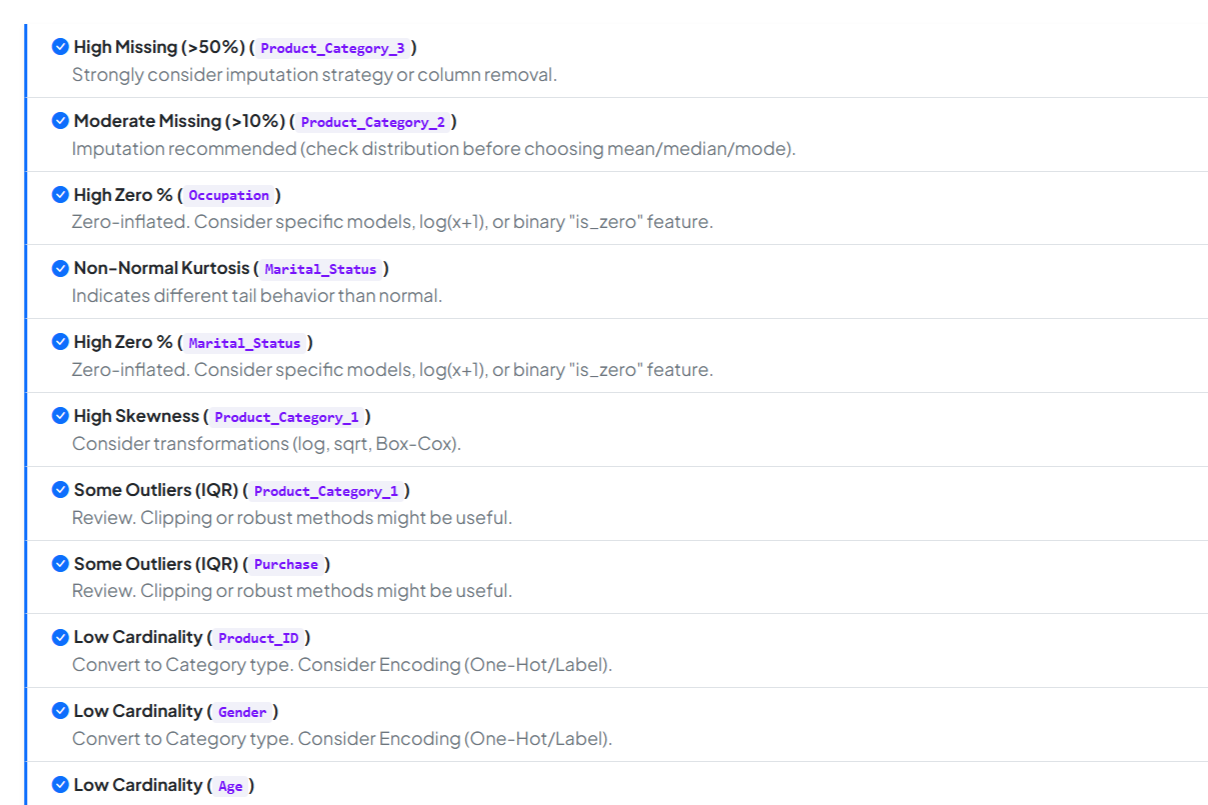 High Missing (>50%) ( Product_Category_3 )
Strongly consider imputation strategy or column removal.
Moderate Missing (>10%) ( Product_Category_2 )
Imputation recommended (check distribution before choosing mean/median/mode).
High Zero % ( Occupation )
Zero-inflated. Consider specific models, log(x+1), or binary "is_zero" feature.
Non-Normal Kurtosis ( Marital_Status )
Indicates different tail behavior than normal.
High Zero % ( Marital_Status )
Zero-inflated. Consider specific models, log(x+1), or binary "is_zero" feature.
High Skewness ( Product_Category_1 )
Consider transformations (log, sqrt, Box-Cox).
Some Outliers (IQR) ( Product_Category_1 )
Review. Clipping or robust methods might be useful.
Some Outliers (IQR) ( Purchase )
Review. Clipping or robust methods might be useful.
Low Cardinality ( Product_ID )
Convert to Category type. Consider Encoding (One-Hot/Label).
Low Cardinality ( Gender )
Convert to Category type. Consider Encoding (One-Hot/Label).
Low Cardinality ( Age )